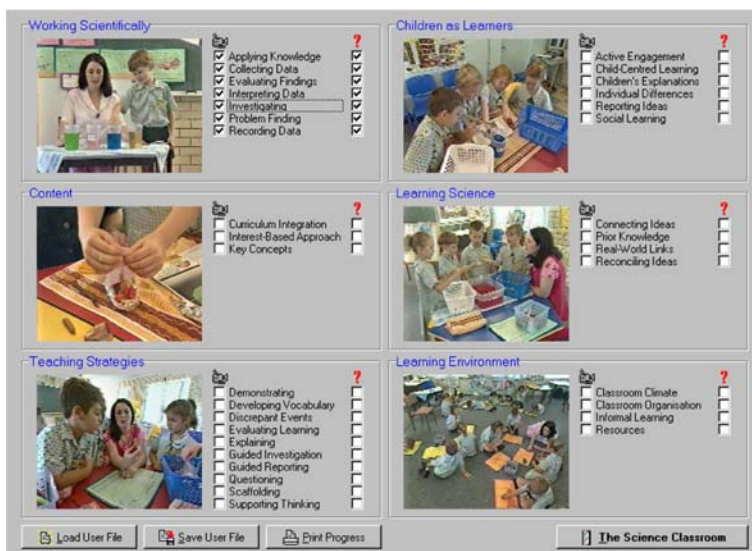 Working Scientifically
?
Applying Knowledge
Collecting Data
Evaluating Findings
Interpreting Data
Investigating
Problem Finding
Recording Data
Children as Learners
?
Active Engagement
Child-Centred Learning
Children's Explanations
Individual Differences
Reporting Ideas
Social Learning
Content
?
Curriculum Integration
Interest-Based Approach
Key Concepts
Learning Science
?
Connecting Ideas
Prior Knowledge
Real-World Links
Reconciling Ideas
Teaching Strategies
?
Demonstrating
Developing Vocabulary
Discrepant Events
Evaluating Learning
Explaining
Guided Investigation
Guided Reporting
Questioning
Scaffolding
Supporting Thinking
Learning Environment
?
Classroom Climate
Classroom Organisation
Informal Learning
Resources
Load User File
Save User File
Print Progress
The Science Classroom